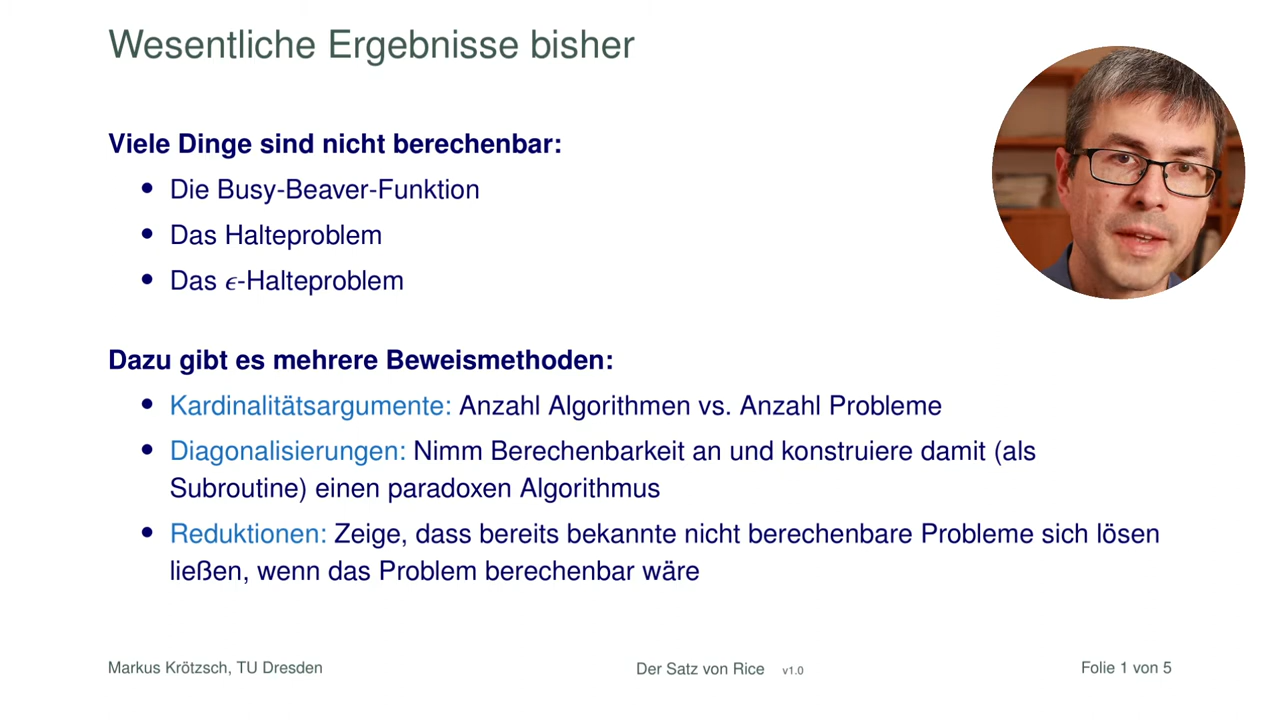 Wesentliche Ergebnisse bisher
Viele Dinge sind nicht berechenbar:
• Die Busy-Beaver-Funktion
• Das Halteproblem
• Das ϵ-Halteproblem
Dazu gibt es mehrere Beweismethoden:
• Kardinalitätsargumente: Anzahl Algorithmen vs. Anzahl Probleme
• Diagonalisierungen: Nimm Berechenbarkeit an und konstruiere damit (als
Subroutine) einen paradoxen Algorithmus
• Reduktionen: Zeige, dass bereits bekannte nicht berechenbare Probleme sich lösen
ließen, wenn das Problem berechenbar wäre
Markus Krötzsch, TU Dresden
Der Satz von Rice v1.0
Folie 1 von 5